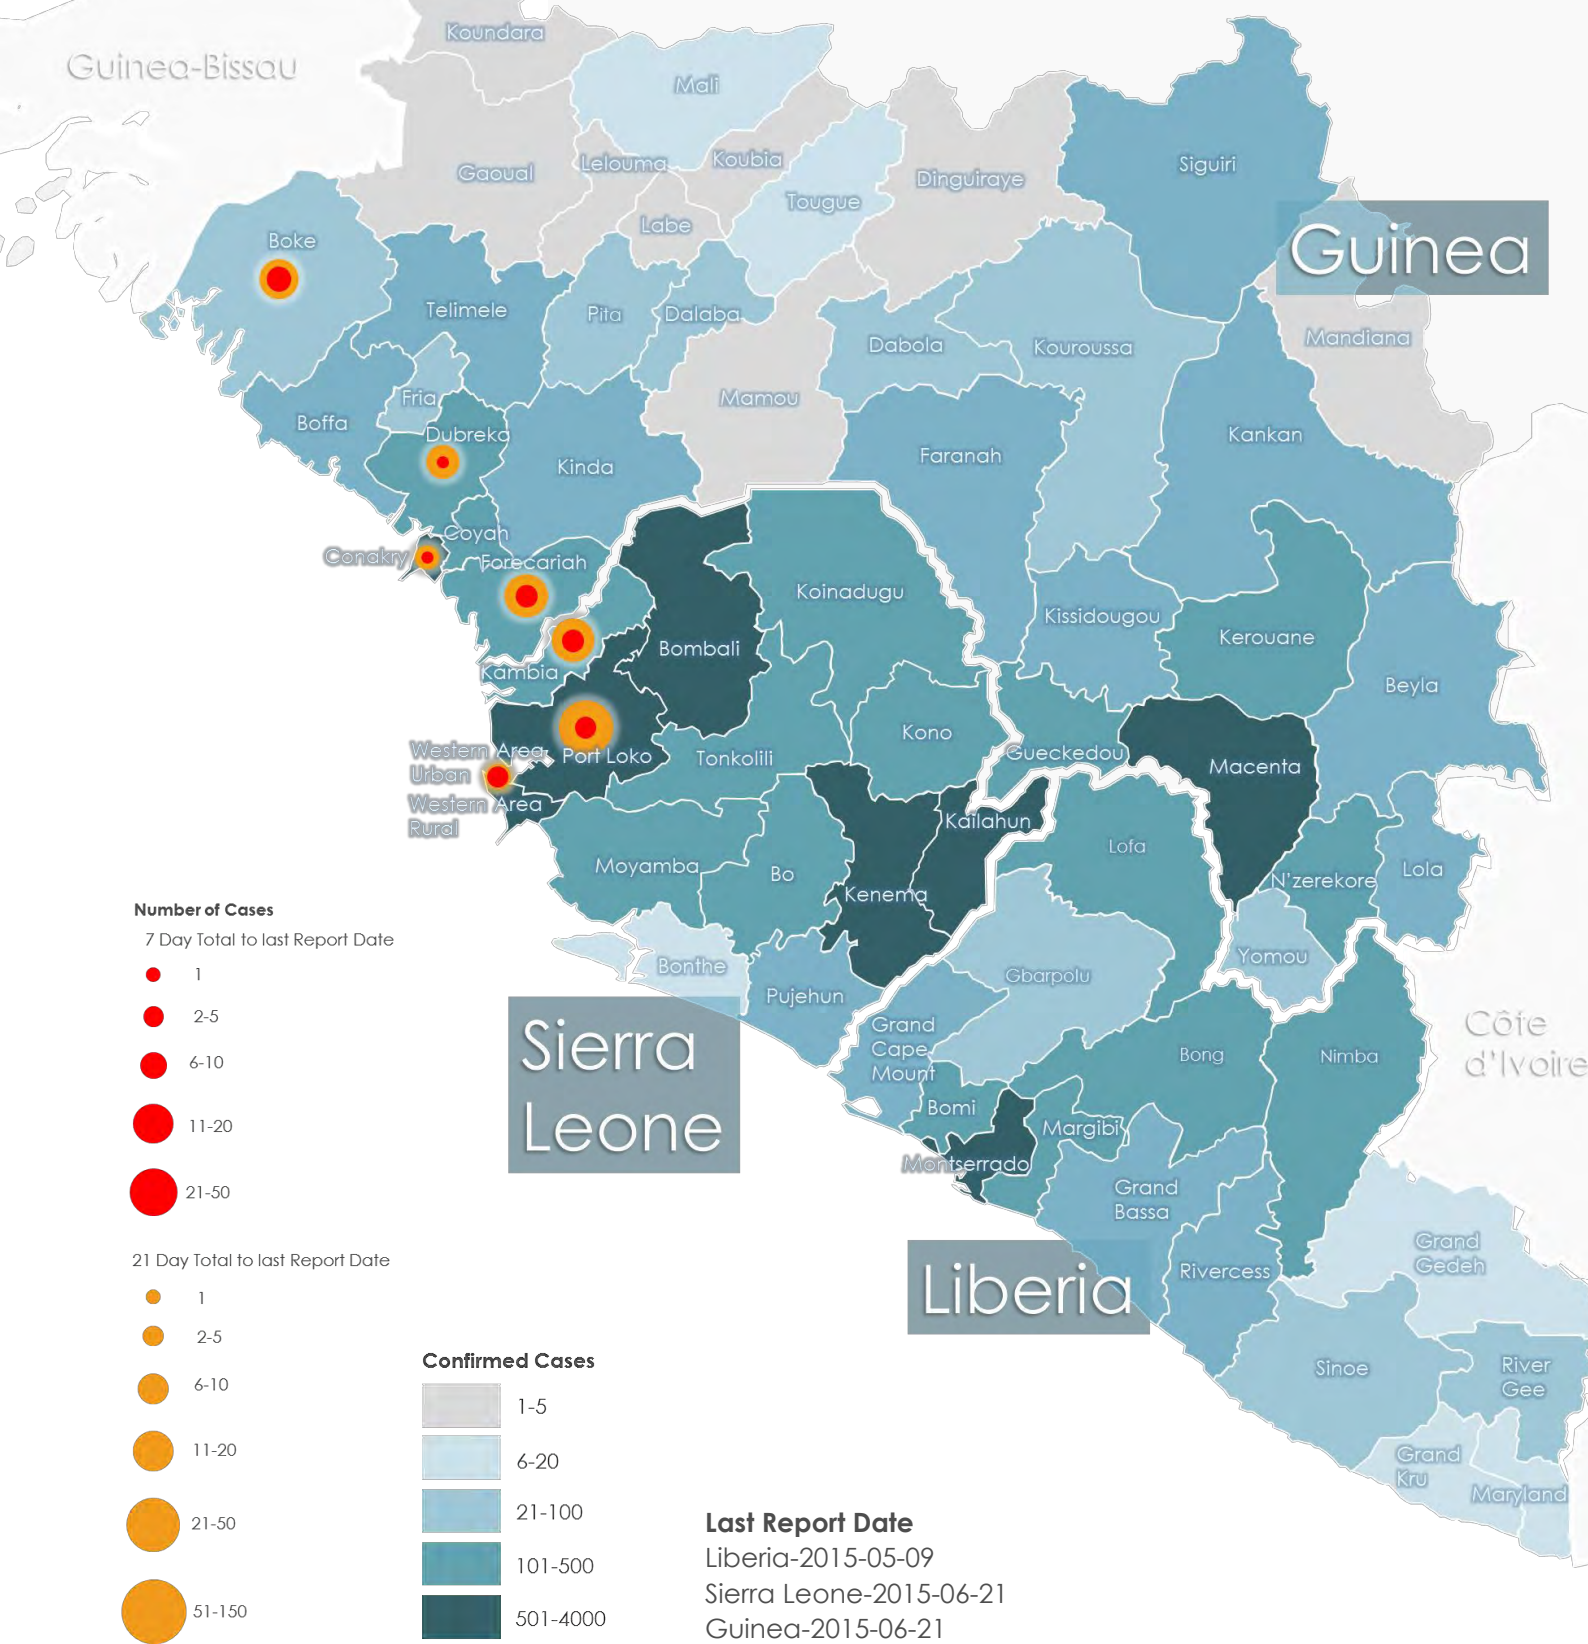 Koundara
Guinea-Bissau
Mali
Lelouma
Koubia
Gaoual
Siguiri
Dinguiraye
Tougue
Labe
Boke
Guinea
Telimele
Pita
Dalaba
Mandiana
Dabola
Kouroussa
Fria
Mamou
Boffa
Dubreka
Kankan
Kinda
Faranah
Coyah
Conakry
Forecariah
Koinadugu
Kissidougou
Kerouane
Bombali
Kambia
Beyla
Kono
Western Area
Urban
Port Loko
Tonkolili
Gueckedou
Macenta
Western Area
Rural
Kailahun
Lofa
Moyamba
Bo
Kenema
N'zerekore
Lola
Number of Cases
7 Day Total to last Report Date
1
2-5
6-10
11-20
21-50
Bonthe
Pujehun
Gbarpolu
Yomou
Sierra
Leone
Grand
Cape
Mount
Bong
Nimba
Côte
d'Ivoire
Bomi
Margibi
Montserrado
Grand
Bassa
Rivercess
Grand
Gedeh
Liberia
Sinoe
River
Gee
Grand
Kru
Maryland
21 Day Total to last Report Date
1
2-5
6-10
11-20
21-50
51-150
Confirmed Cases
1-5
6-20
21-100
101-500
501-4000
Last Report Date
Liberia-2015-05-09
Sierra Leone-2015-06-21
Guinea-2015-06-21